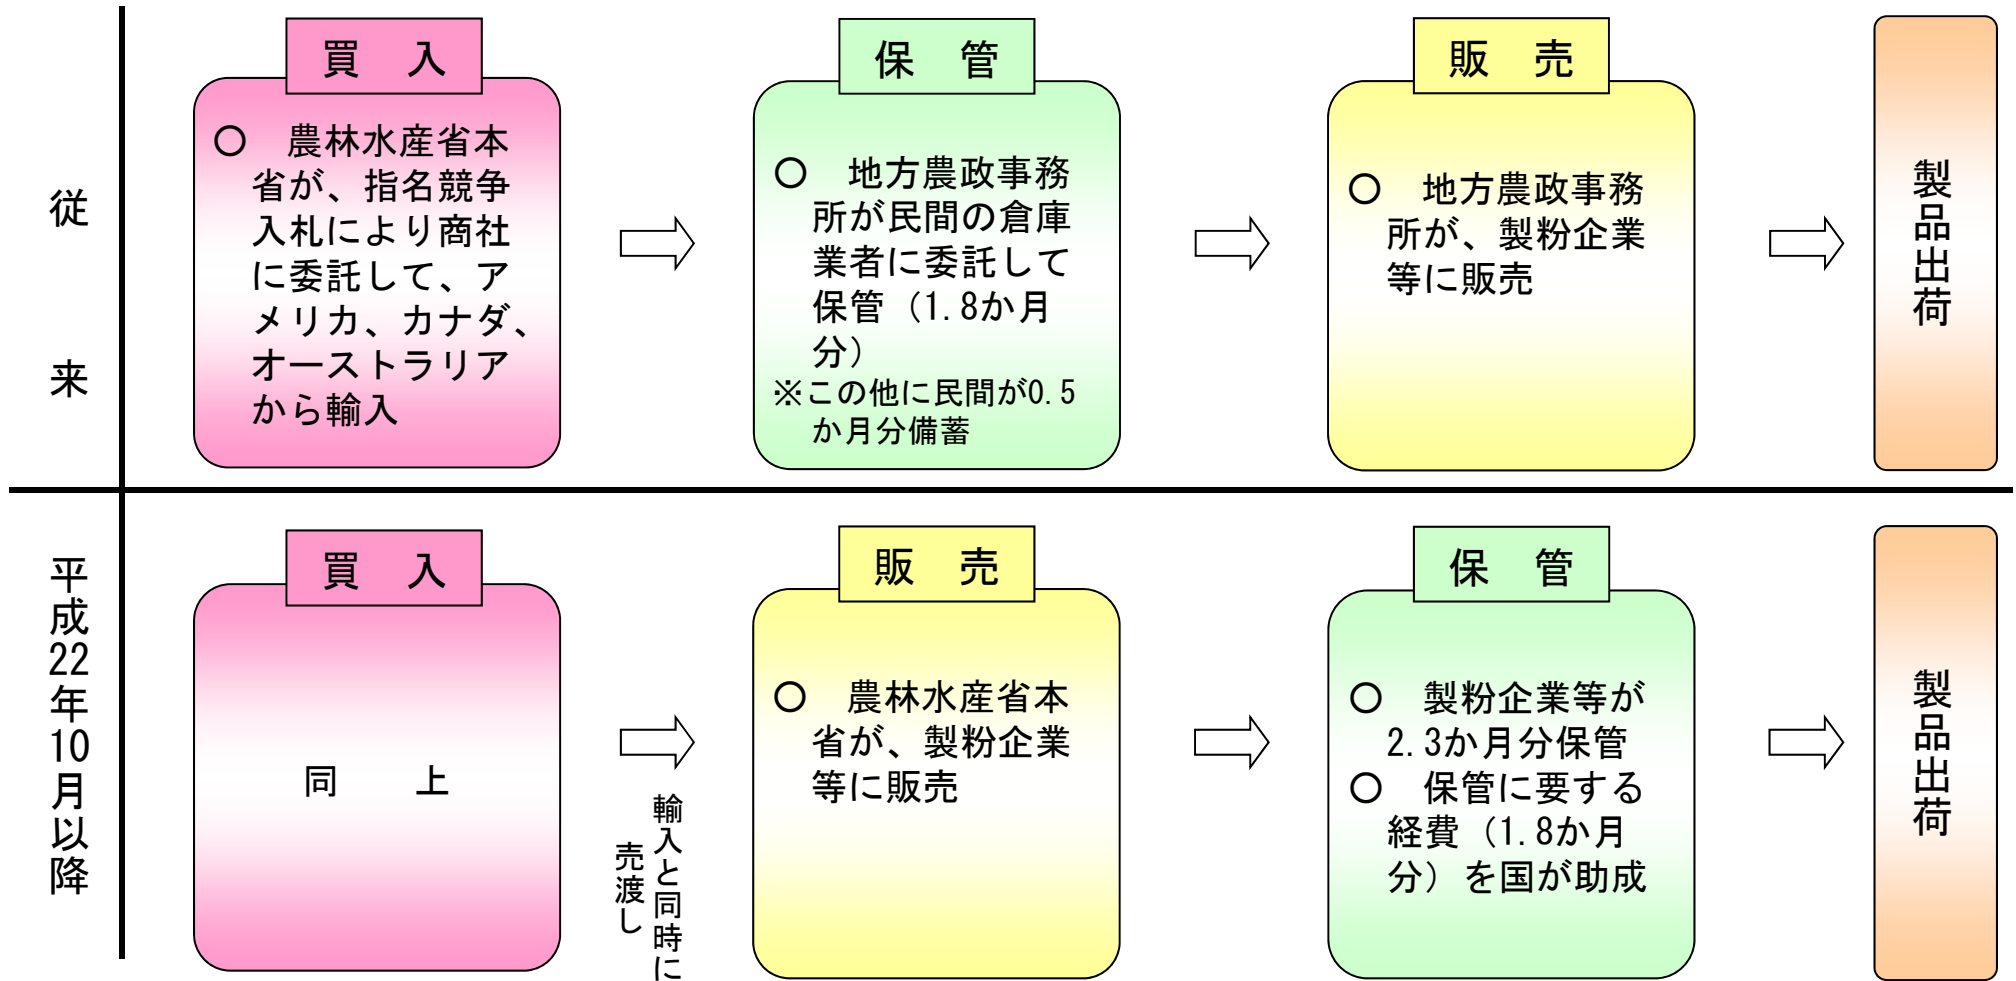 従来
買入
○ 農林水産省本
省が、指名競争
入札により商社
に委託して、ア
メリカ、カナダ、
オーストラリア
から輸入
保管
○ 地方農政事務
所が民間の倉庫
業者に委託して
保管（1.8か月
分）
※この他に民間が0.5
か月分備蓄
販売
○ 地方農政事務
所が、製粉企業
等に販売
製品出荷
平成22年10月以降
買入
同上
輸入と同時に
売渡し
販売
○ 農林水産省本
省が、製粉企業
等に販売
保管
○ 製粉企業等が
2.3か月分保管
○ 保管に要する
経費（1.8か月
分）を国が助成
製品出荷